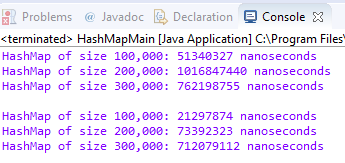 Problems @ Javadoc Declaration Console
<terminated> HashMapMain [Java Application] C:\Program Files\
HashMap of size 100,000: 51340327 nanoseconds
HashMap of size 200,000: 1016847440 nanoseconds
HashMap of size 300,000: 762198755 nanoseconds
HashMap of size 100,000: 21297874 nanoseconds
HashMap of size 200,000: 73392323 nanoseconds
HashMap of size 300,000: 712079112 nanoseconds